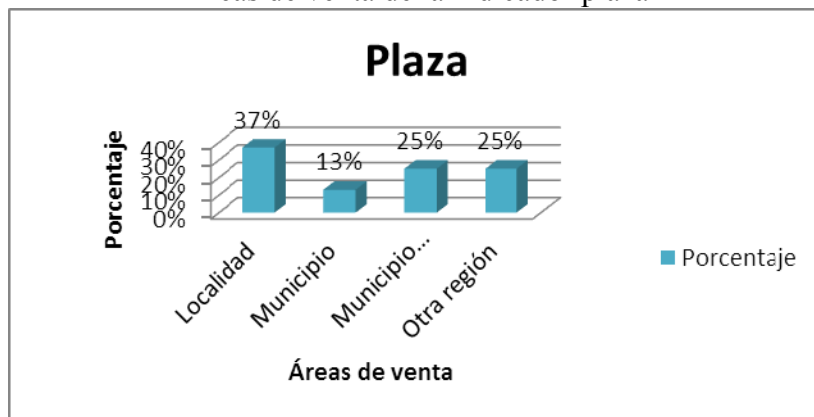 Plaza
Porcentaje
40%
30%
20%
10%
0%
37%
13%
25%
25%
Localidad
Municipio
Municipio...
Otra región
Áreas de venta
Porcentaje